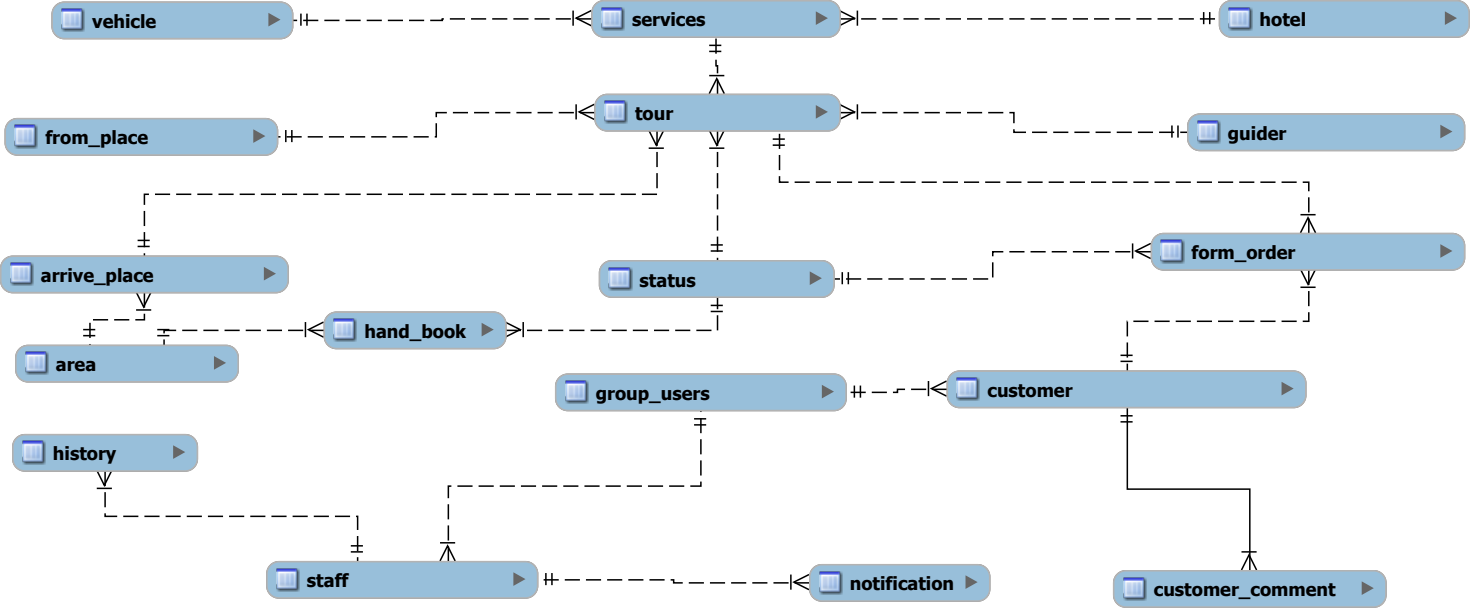 vehicle
services
hotel
tour
from_place
guider
form_order
arrive_place
status
hand_book
area
group_users
customer
history
staff
notification
customer_comment